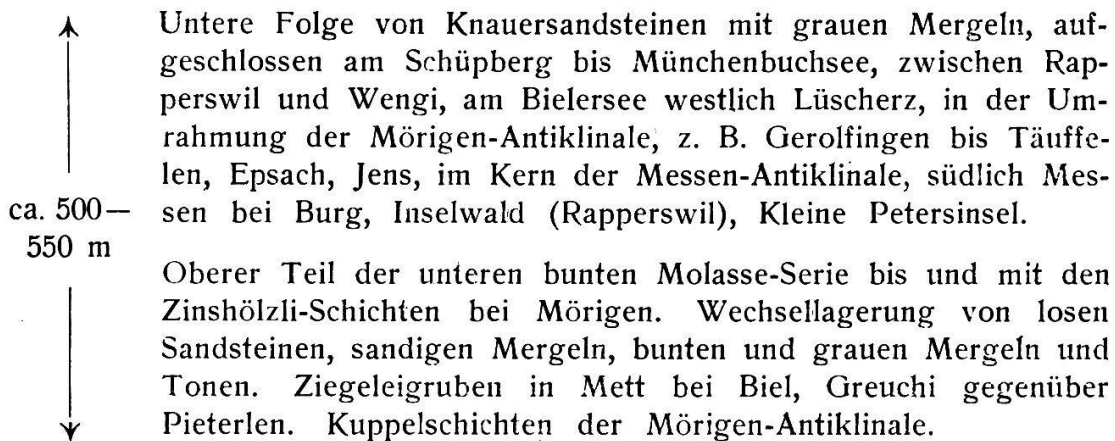 Untere Folge von Knauersandsteinen mit grauen Mergeln, auf-
geschlossen am Schüpberg bis Münchenbuchsee, zwischen Rap-
perswil und Wengi, am Bielersee westlich Lüscherz, in der Um-
rahmung der Mörigen-Antiklinale, z. B. Gerolfingen bis Täuffe-
len, Epsach, Jens, im Kern der Messen-Antiklinale, südlich Mes-
sen bei Burg, Inselwald (Rapperswil), Kleine Petersinsel.
ca. 500—
550 m
Oberer Teil der unteren bunten Molasse-Serie bis und mit den
Zinshölzli-Schichten bei Mörigen. Wechsellagerung von losen
Sandsteinen, sandigen Mergeln, bunten und grauen Mergeln und
Tonen. Ziegeleigruben in Mett bei Biel, Greuchi gegenüber
Pieterlen. Kuppelschichten der Mörigen-Antiklinale.